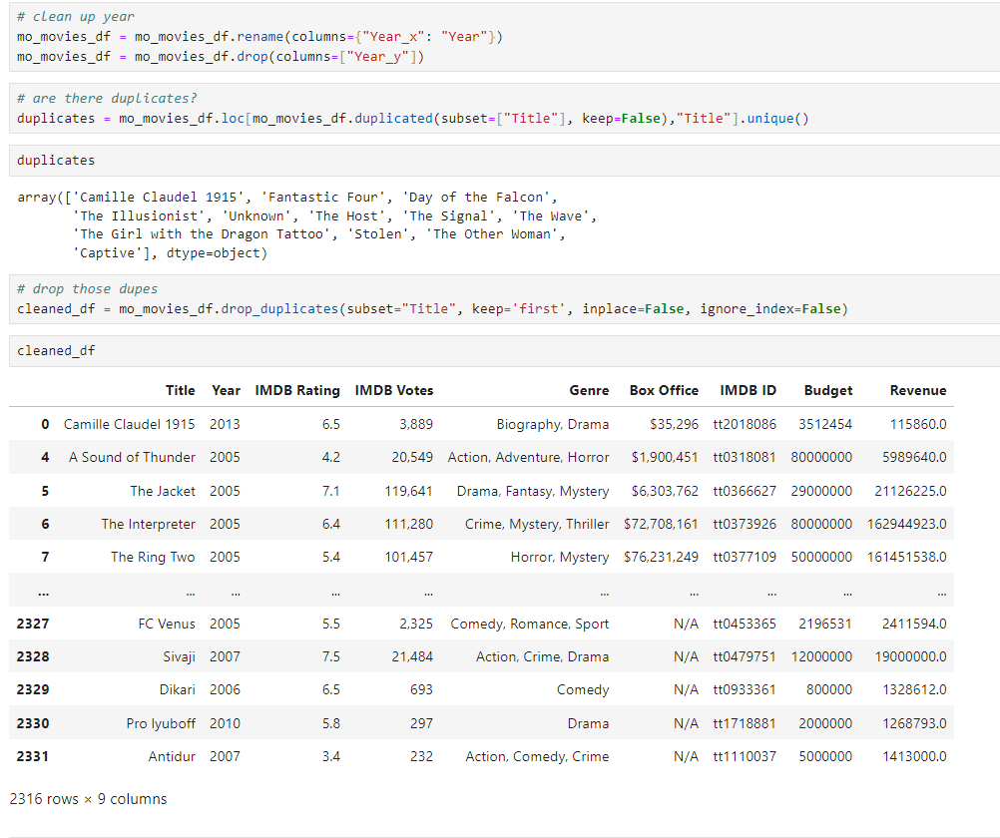 # clean up year
mo_movies_df = mo_movies_df.rename(columns={"Year_x": "Year"})
mo_movies_df = mo_movies_df.drop(columns=["Year_y"])
# are there duplicates?
duplicates = mo_movies_df.loc[mo_movies_df.duplicated(subset=["Title"], keep=False),"Title"].unique()
duplicates
array(['Camille Claudel 1915', 'Fantastic Four', 'Day of the Falcon',
'The Illusionist', 'Unknown', 'The Host', 'The Signal', 'The Wave',
'The Girl with the Dragon Tattoo', 'Stolen', 'The Other Woman',
'Captive'], dtype=object)
# drop those dupes
cleaned_df = mo_movies_df.drop_duplicates(subset="Title", keep='first', inplace=False, ignore_index=False)
cleaned_df
Title Year IMDB Rating IMDB Votes Genre Box Office IMDB ID Budget Revenue
0 Camille Claudel 1915 2013 6.5 3,889 Biography, Drama $35,296 tt2018086 3512454 115860.0
4 A Sound of Thunder 2005 4.2 20,549 Action, Adventure, Horror $1,900,451 tt0318081 80000000 5989640.0
5 The Jacket 2005 7.1 119,641 Drama, Fantasy, Mystery $6,303,762 tt0366627 29000000 21126225.0
6 The Interpreter 2005 6.4 111,280 Crime, Mystery, Thriller $72,708,161 tt0373926 80000000 162944923.0
7 The Ring Two 2005 5.4 101,457 Horror, Mystery $76,231,249 tt0377109 50000000 161451538.0
... ... ... ... ... ... ... ... ... ...
2327 FC Venus 2005 5.5 2,325 Comedy, Romance, Sport N/A tt0453365 2196531 2411594.0
2328 Sivaji 2007 7.5 21,484 Action, Crime, Drama N/A tt0479751 12000000 19000000.0
2329 Dikari 2006 6.5 693 Comedy N/A tt0933361 800000 1328612.0
2330 Pro lyuboff 2010 5.8 297 Drama N/A tt1718881 2000000 1268793.0
2331 Antidur 2007 3.4 232 Action, Comedy, Crime N/A tt1110037 5000000 1413000.0
2316 rows × 9 columns